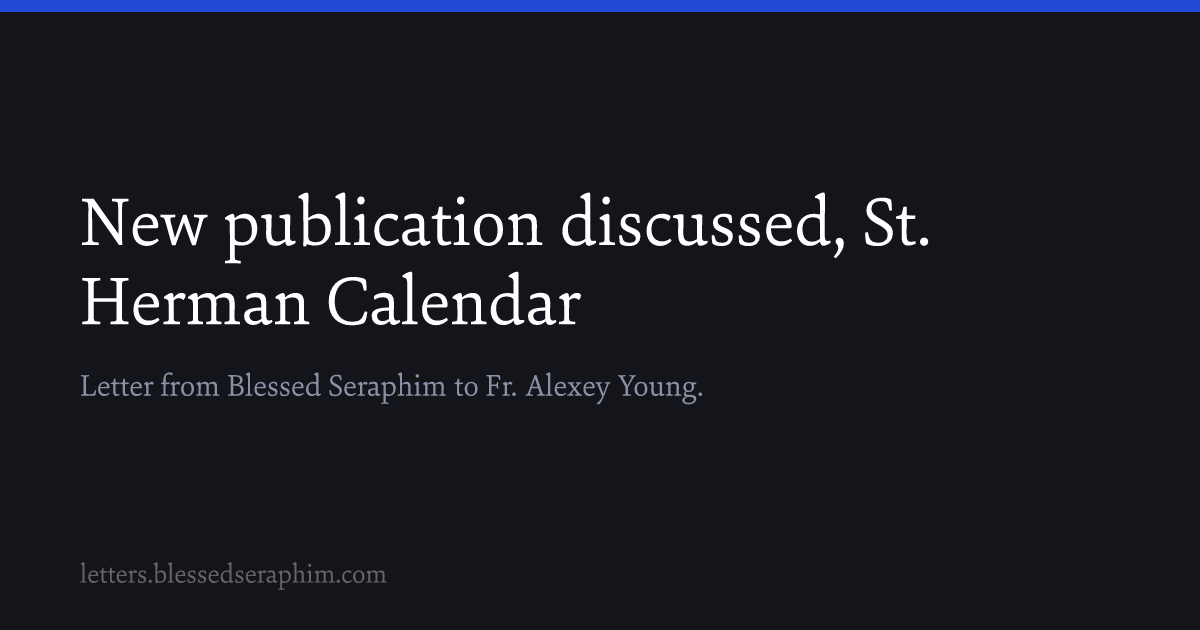 New publication discussed, St.
Herman Calendar
Letter from Blessed Seraphim to Fr. Alexey Young.
letters.blessedseraphim.com